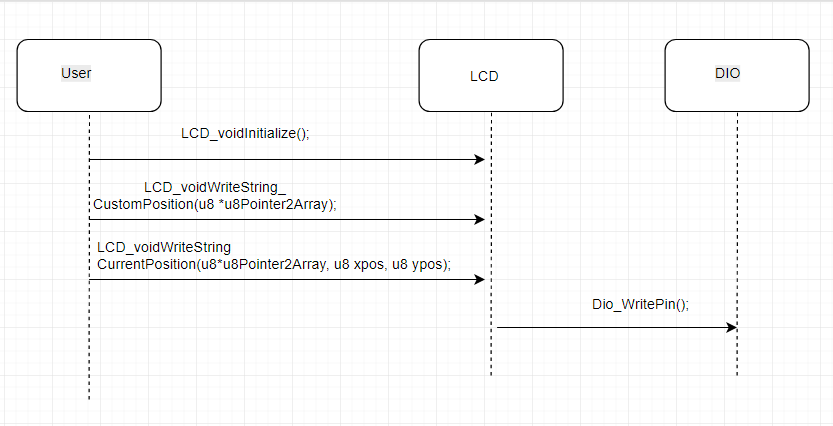 User
LCD
DIO
LCD_voidInitialize();
LCD_voidWriteString_
CustomPosition(u8 *u8Pointer2Array);
LCD_voidWriteString
CurrentPosition(u8*u8Pointer2Array, u8 xpos, u8 ypos);
Dio_WritePin();